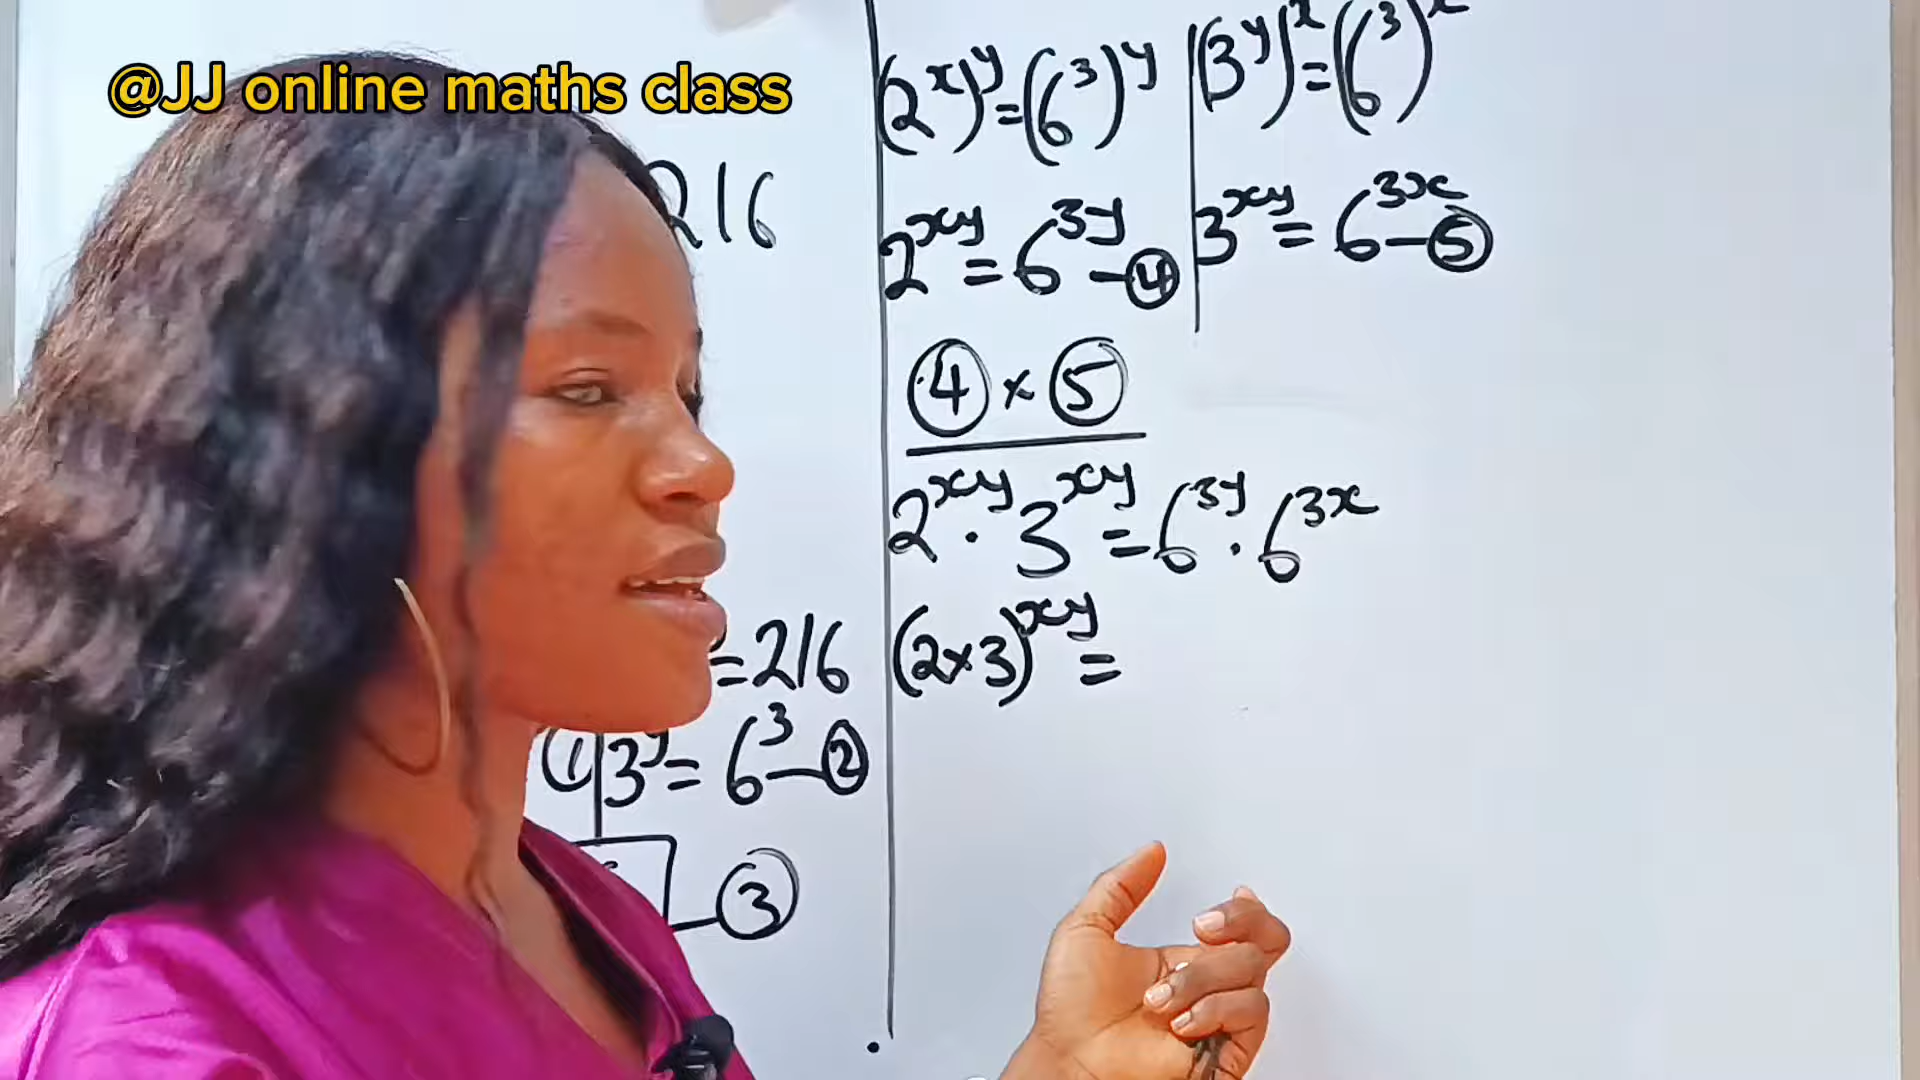 @JJ online maths class
216
=216
3^y = 6^3 — ②
— ③
(2^x)^y = (6^3)^y
(3^y)^x = (6^3)^x
2^xy = 6^3y — ④
3^xy = 6^3x — ⑤
④ × ⑤
2^xy · 3^xy = 6^3y · 6^3x
(2×3)^xy =